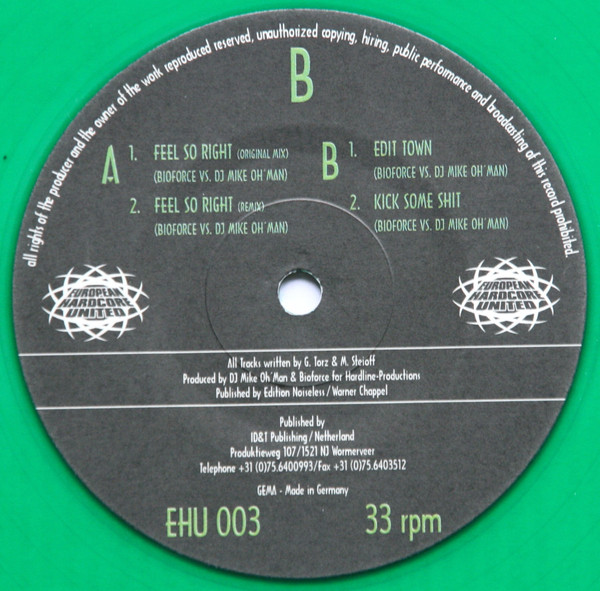 all rights of the producer and the owner of the work reproduced reserved, unauthorized copying, hiring, public performance and broadcasting of this record prohibited.
B
A
1. FEEL SO RIGHT (ORIGINAL MIX)
(BIOFORCE VS. DJ MIKE OH'MAN)
2. FEEL SO RIGHT (REMIX)
(BIOFORCE VS. DJ MIKE OH'MAN)
B
1. EDIT TOWN
(BIOFORCE VS. DJ MIKE OH'MAN)
2. KICK SOME SHIT
(BIOFORCE VS. DJ MIKE OH'MAN)
EUROPEAN
HARDCORE
UNITED
EUROPEAN
HARDCORE
UNITED
All Tracks written by G. Torz & M. Steioff
Produced by DJ Mike Oh'Man & Bioforce for Hardline-Productions
Published by Edition Noiseless/Warner Chappel
Published by
ID&T Publishing/Netherland
Produktieweg 107/1521 NJ Wormerveer
Telephone +31 (0)75.6400993/Fax +31 (0)75.6403512
GEMA - Made in Germany
EHU 003
33 rpm